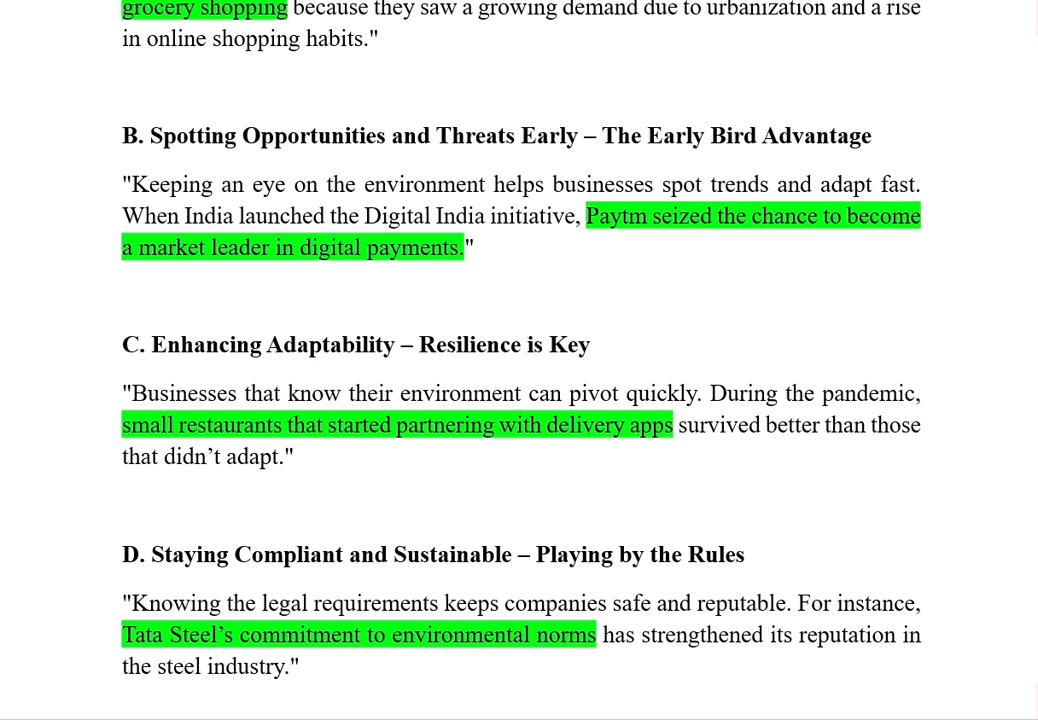 grocery shopping because they saw a growing demand due to urbanization and a rise
in online shopping habits."
B. Spotting Opportunities and Threats Early – The Early Bird Advantage
"Keeping an eye on the environment helps businesses spot trends and adapt fast.
When India launched the Digital India initiative, Paytm seized the chance to become
a market leader in digital payments."
C. Enhancing Adaptability – Resilience is Key
"Businesses that know their environment can pivot quickly. During the pandemic,
small restaurants that started partnering with delivery apps survived better than those
that didn’t adapt."
D. Staying Compliant and Sustainable – Playing by the Rules
"Knowing the legal requirements keeps companies safe and reputable. For instance,
Tata Steel’s commitment to environmental norms has strengthened its reputation in
the steel industry."